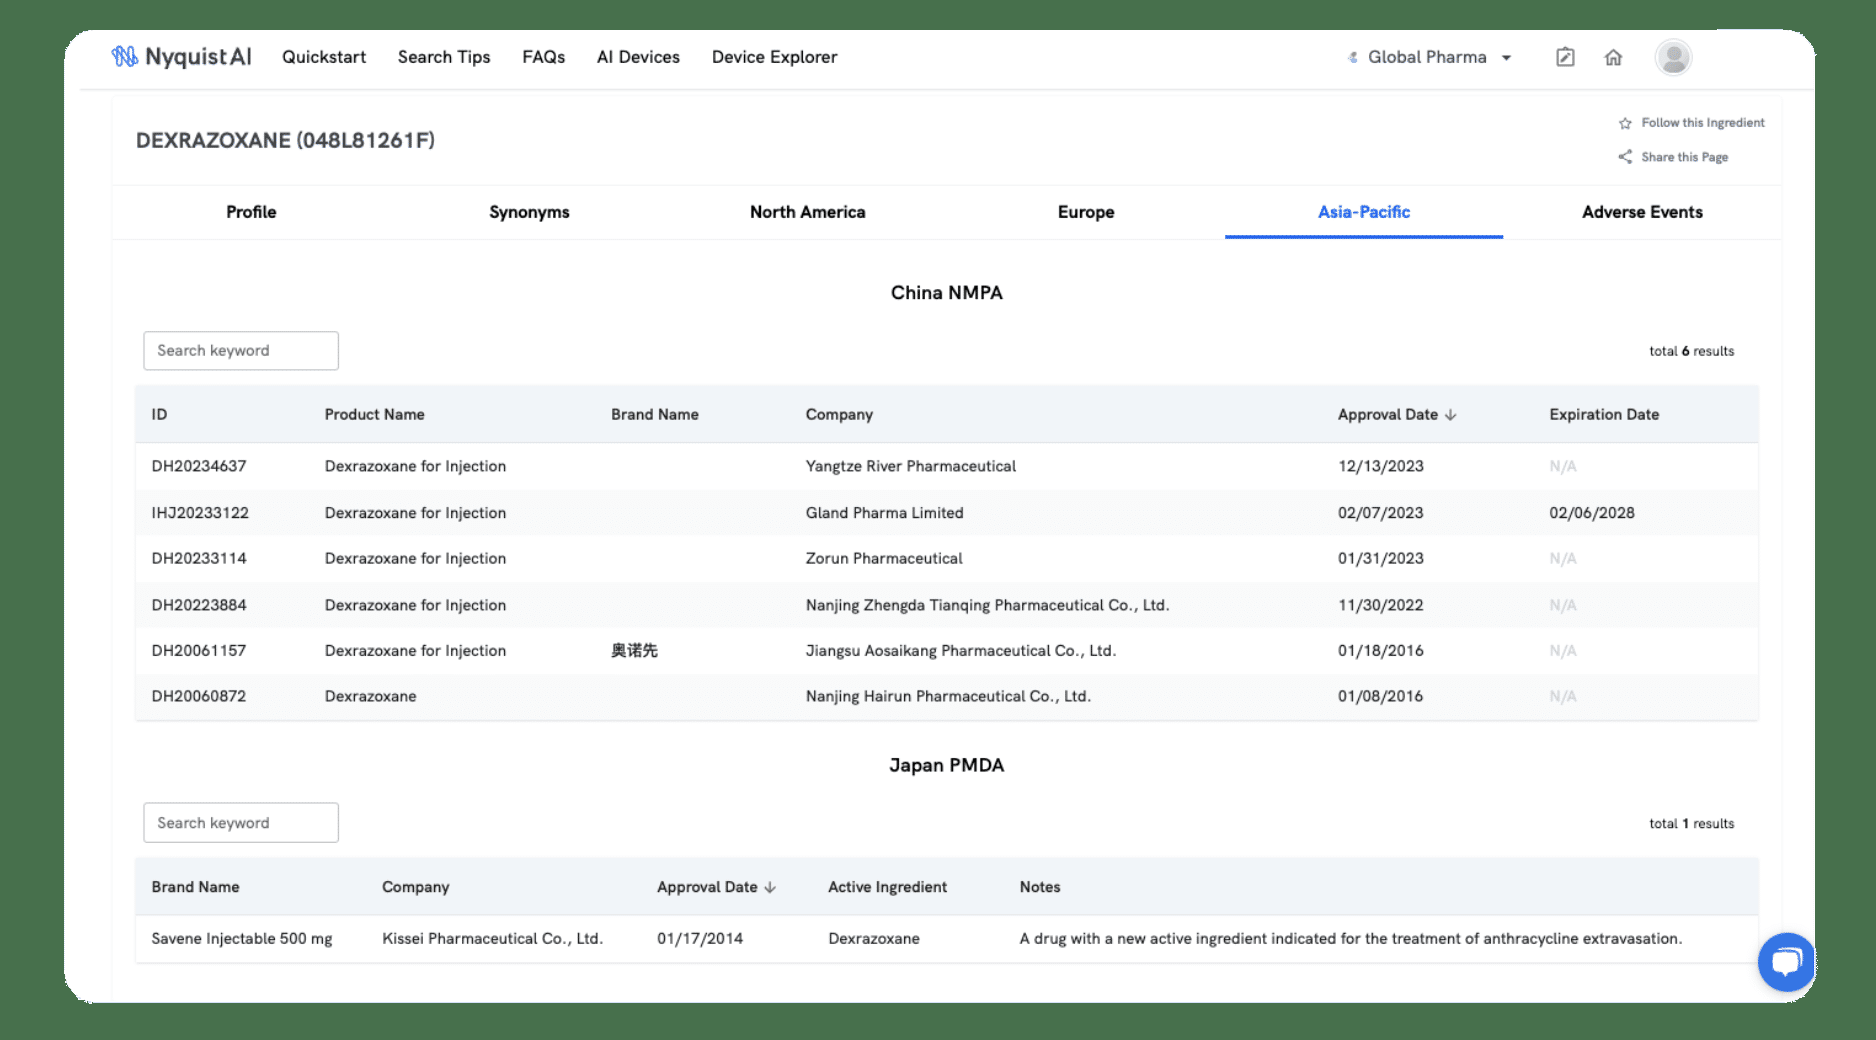 NyquistAI Quickstart Search Tips FAQs AI Devices Device Explorer Global Pharma
DEXRAZOXANE (048L81261F)
Follow this Ingredient
Share this Page
Profile Synonyms North America Europe Asia-Pacific Adverse Events
China NMPA
Search keyword total 6 results
ID Product Name Brand Name Company Approval Date Expiration Date
DH20234637 Dexrazoxane for Injection Yangtze River Pharmaceutical 12/13/2023 N/A
IHJ20233122 Dexrazoxane for Injection Gland Pharma Limited 02/07/2023 02/06/2028
DH20233114 Dexrazoxane for Injection Zorun Pharmaceutical 01/31/2023 N/A
DH20223884 Dexrazoxane for Injection Nanjing Zhengda Tianqing Pharmaceutical Co., Ltd. 11/30/2022 N/A
DH20061157 Dexrazoxane for Injection 奥诺先 Jiangsu Aosaikang Pharmaceutical Co., Ltd. 01/18/2016 N/A
DH20060872 Dexrazoxane Nanjing Hairun Pharmaceutical Co., Ltd. 01/08/2016 N/A
Japan PMDA
Search keyword total 1 results
Brand Name Company Approval Date Active Ingredient Notes
Savene Injectable 500 mg Kissei Pharmaceutical Co., Ltd. 01/17/2014 Dexrazoxane A drug with a new active ingredient indicated for the treatment of anthracycline extravasation.